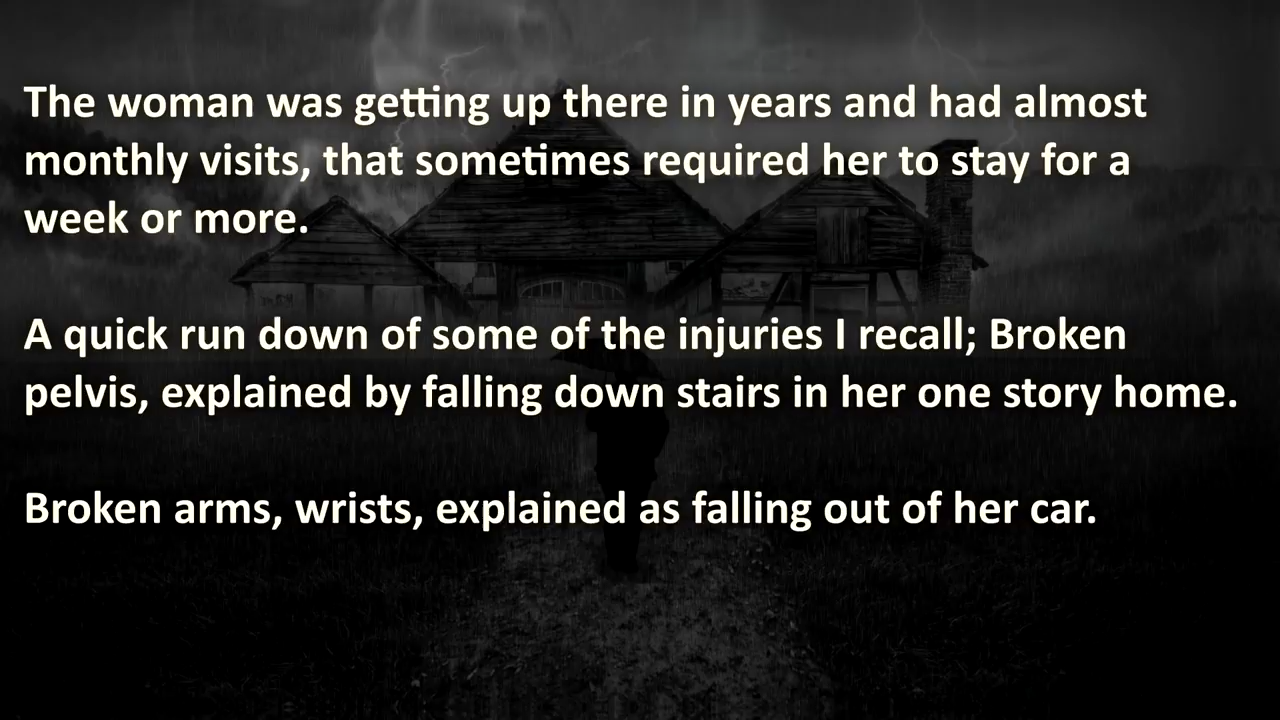 The woman was getting up there in years and had almost
monthly visits, that sometimes required her to stay for a
week or more.
A quick run down of some of the injuries I recall; Broken
pelvis, explained by falling down stairs in her one story home.
Broken arms, wrists, explained as falling out of her car.